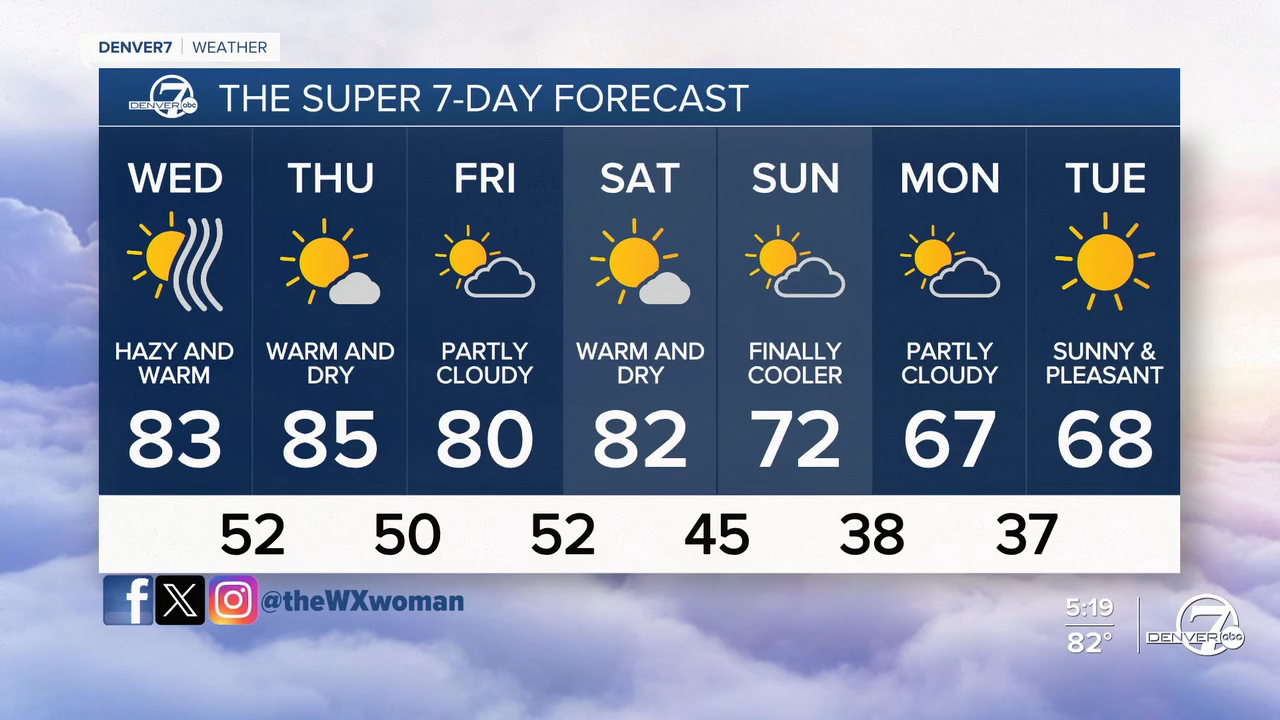 DENVER7 | WEATHER
7 DENVER abc THE SUPER 7-DAY FORECAST
WED THU FRI SAT SUN MON TUE
HAZY AND WARM AND PARTLY WARM AND FINALLY PARTLY SUNNY &
WARM DRY CLOUDY DRY COOLER CLOUDY PLEASANT
83 85 80 82 72 67 68
52 50 52 45 38 37
f X @theWXwoman
5:19
82°
7 DENVER abc